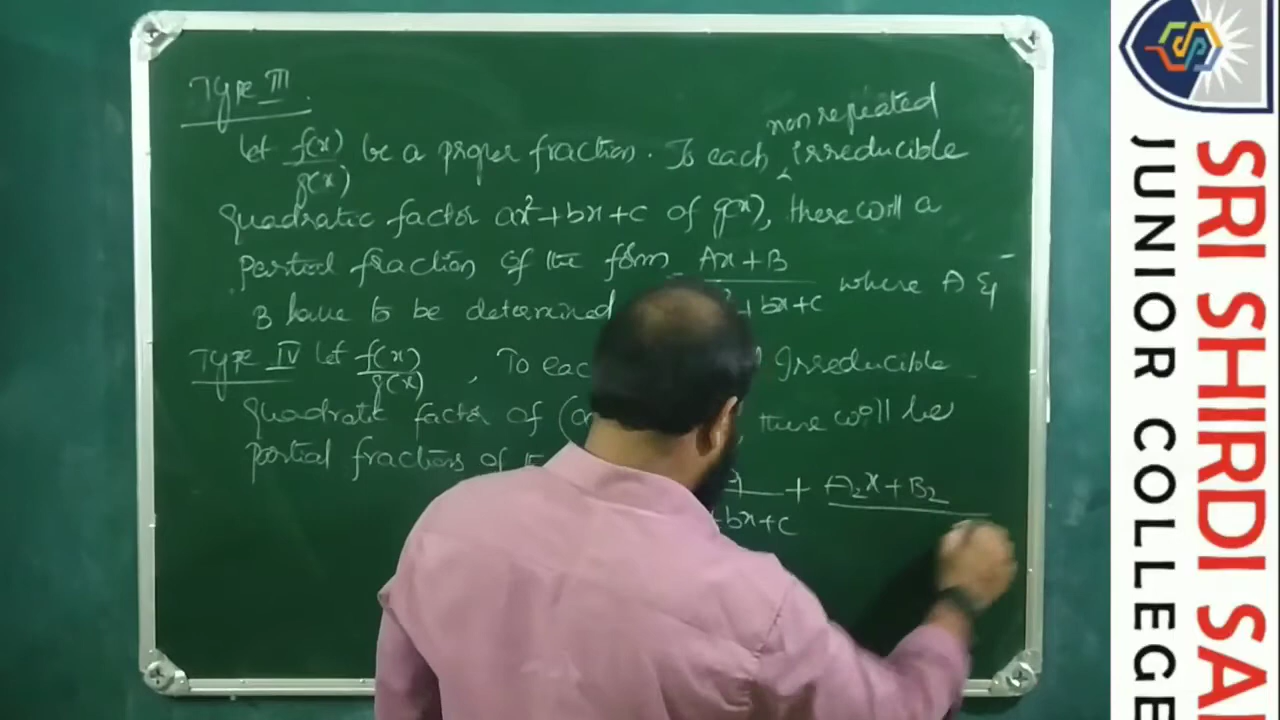 Type III.
non repeated
let f(x)/g(x) be a proper fraction. To each irreducible
quadratic factor ax²+bx+c of g(x), there will a
partial fraction of the form Ax+B
where A &
+bx+c
B have to be determined
Type IV let f(x)/g(x), To eac Irreducible
quadratic factor of ( , there will be
partial fractions of t
+ A₂x+B₂
+bx+c
SRI SHIRDI SAI
JUNIOR COLLEGE